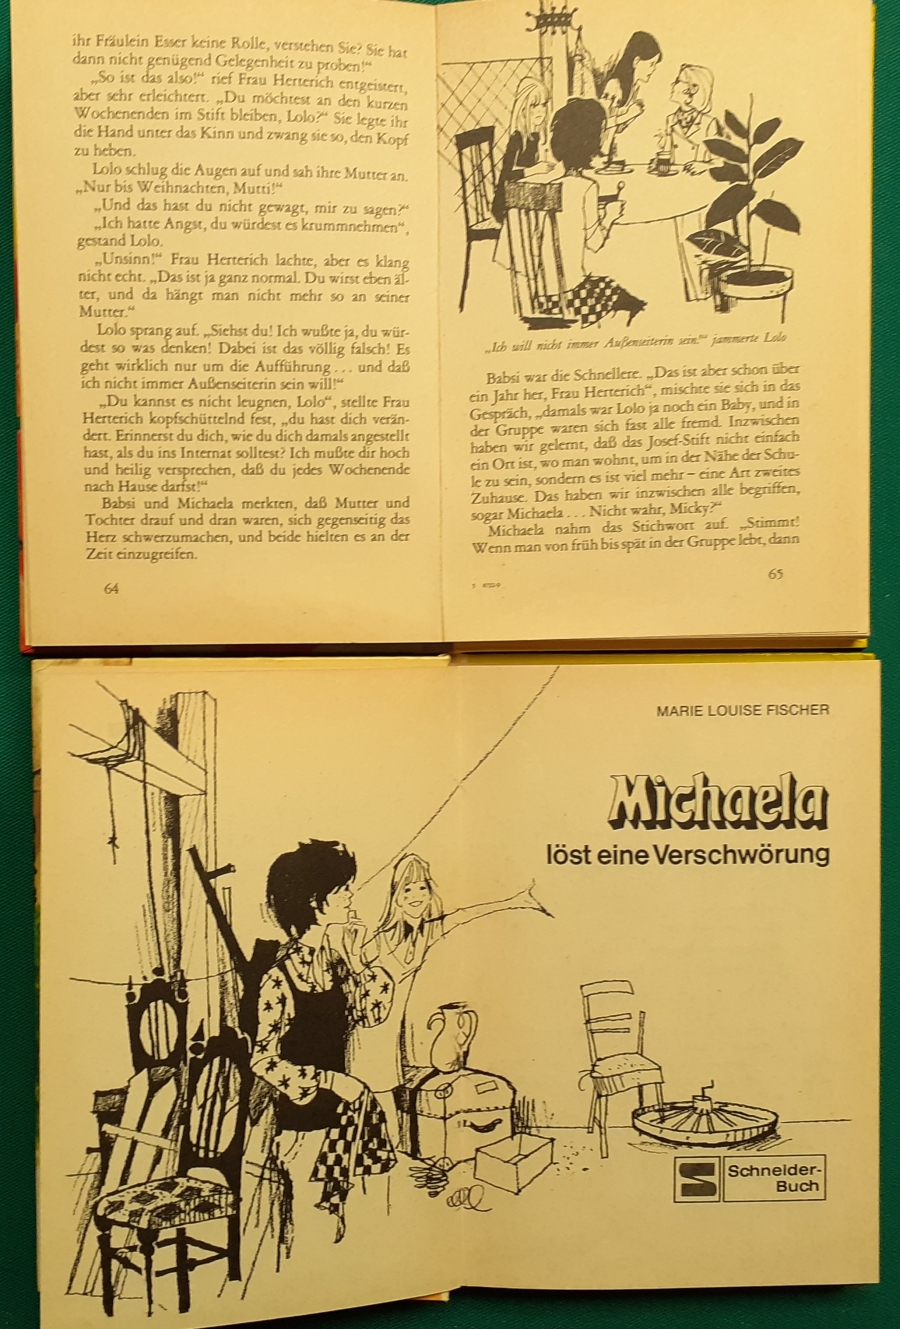 ihr Fräulein Esser keine Rolle, verstehen Sie? Sie hat
dann nicht genügend Gelegenheit zu proben!“
„So ist das also!“ rief Frau Herterich entgeistert,
aber sehr erleichtert. „Du möchtest an den kurzen
Wochenenden im Stift bleiben, Lolo?“ Sie legte ihr
die Hand unter das Kinn und zwang sie so, den Kopf
zu heben.
Lolo schlug die Augen auf und sah ihre Mutter an.
„Nur bis Weihnachten, Mutti!“
„Und das hast du nicht gewagt, mir zu sagen?“
„Ich hatte Angst, du würdest es krummnehmen“,
gestand Lolo.
„Unsinn!“ Frau Herterich lachte, aber es klang
nicht echt. „Das ist ja ganz normal. Du wirst eben äl-
ter, und da hängt man nicht mehr so an seiner
Mutter.“
Lolo sprang auf. „Siehst du! Ich wußte ja, du wür-
dest so was denken! Dabei ist das völlig falsch! Es
geht wirklich nur um die Aufführung . . . und daß
ich nicht immer Außenseiterin sein will!“
„Du kannst es nicht leugnen, Lolo“, stellte Frau
Herterich kopfschüttelnd fest, „du hast dich verän-
dert. Erinnerst du dich, wie du dich damals angestellt
hast, als du ins Internat solltest? Ich mußte dir hoch
und heilig versprechen, daß du jedes Wochenende
nach Hause darfst!“
Babsi und Michaela merkten, daß Mutter und
Tochter drauf und dran waren, sich gegenseitig das
Herz schwerzumachen, und beide hielten es an der
Zeit einzugreifen.
64
„Ich will nicht immer Außenseiterin sein!“ jammerte Lolo
Babsi war die Schnellere. „Das ist aber schon über
ein Jahr her, Frau Herterich“, mischte sie sich in das
Gespräch, „damals war Lolo ja noch ein Baby, und in
der Gruppe waren sich fast alle fremd. Inzwischen
haben wir gelernt, daß das Josef-Stift nicht einfach
ein Ort ist, wo man wohnt, um in der Nähe der Schu-
le zu sein, sondern es ist viel mehr – eine Art zweites
Zuhause. Das haben wir inzwischen alle begriffen,
sogar Michaela . . . Nicht wahr, Micky?“
Michaela nahm das Stichwort auf. „Stimmt!
Wenn man von früh bis spät in der Gruppe lebt, dann
65
MARIE LOUISE FISCHER
Michaela
löst eine Verschwörung
Schneider-
Buch